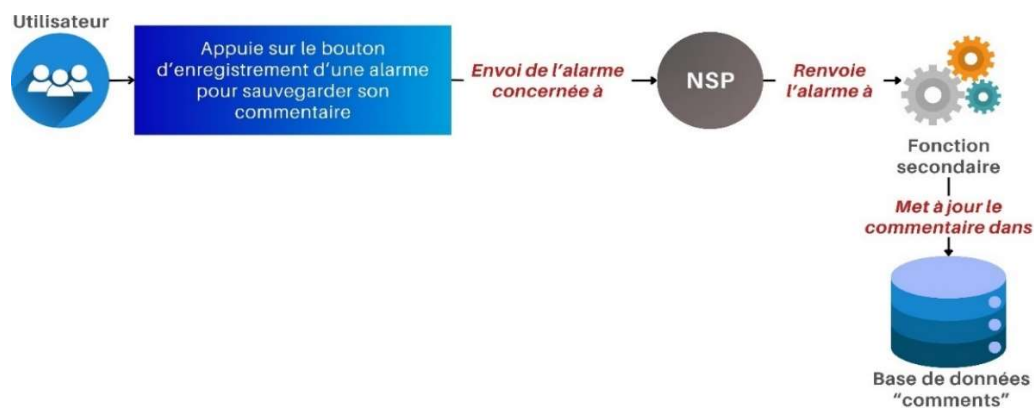 Utilisateur
Appuie sur le bouton
d'enregistrement d'une alarme
pour sauvegarder son
commentaire
Envoi de l'alarme
concernée à
NSP
Renvoie
l'alarme à
Fonction
secondaire
Met à jour le
commentaire dans
Base de données
"comments"